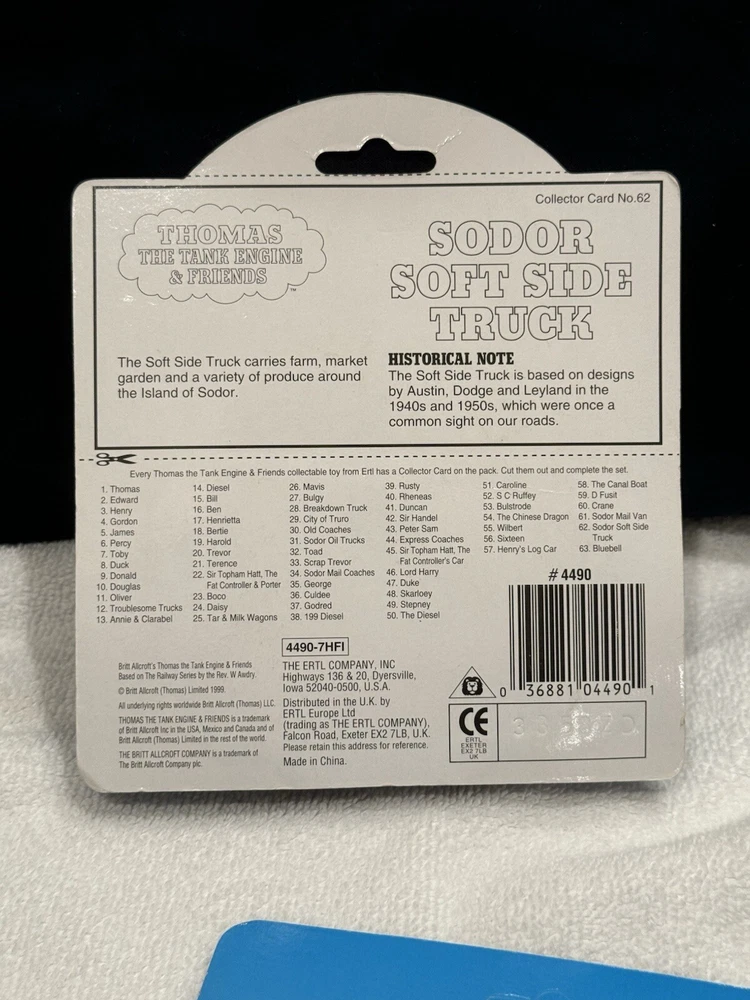 Collector Card No.62
THOMAS
THE TANK ENGINE
& FRIENDS
™
SODOR
SOFT SIDE
TRUCK
The Soft Side Truck carries farm, market
garden and a variety of produce around
the Island of Sodor.
HISTORICAL NOTE
The Soft Side Truck is based on designs
by Austin, Dodge and Leyland in the
1940s and 1950s, which were once a
common sight on our roads.
Every Thomas the Tank Engine & Friends collectable toy from Ertl has a Collector Card on the pack. Cut them out and complete the set.
1. Thomas
2. Edward
3. Henry
4. Gordon
5. James
6. Percy
7. Toby
8. Duck
9. Donald
10. Douglas
11. Oliver
12. Troublesome Trucks
13. Annie & Clarabel
14. Diesel
15. Bill
16. Ben
17. Henrietta
18. Bertie
19. Harold
20. Trevor
21. Terence
22. Sir Topham Hatt, The
Fat Controller & Porter
23. Boco
24. Daisy
25. Tar & Milk Wagons
26. Mavis
27. Bulgy
28. Breakdown Truck
29. City of Truro
30. Old Coaches
31. Sodor Oil Trucks
32. Toad
33. Scrap Trevor
34. Sodor Mail Coaches
35. George
36. Culdee
37. Godred
38. 199 Diesel
39. Rusty
40. Rheneas
41. Duncan
42. Sir Handel
43. Peter Sam
44. Express Coaches
45. Sir Topham Hatt, The
Fat Controller's Car
46. Lord Harry
47. Duke
48. Skarloey
49. Stepney
50. The Diesel
51. Caroline
52. S C Ruffey
53. Bulstrode
54. The Chinese Dragon
55. Wilbert
56. Sixteen
57. Henry's Log Car
58. The Canal Boat
59. D Fusit
60. Crane
61. Sodor Mail Van
62. Sodor Soft Side
Truck
63. Bluebell
#4490
0 36881 04490 1
4490-7HFI
Britt Allcroft's Thomas the Tank Engine & Friends
Based on The Railway Series by the Rev. W Awdry.
© Britt Allcroft (Thomas) Limited 1999.
All underlying rights worldwide Britt Allcroft (Thomas) LLC.
THOMAS THE TANK ENGINE & FRIENDS is a trademark
of Britt Allcroft Inc in the USA, Mexico and Canada and of
Britt Allcroft (Thomas) Limited in the rest of the world.
THE BRITT ALLCROFT COMPANY is a trademark of
The Britt Allcroft Company plc.
THE ERTL COMPANY, INC
Highways 136 & 20, Dyersville,
Iowa 52040-0500, U.S.A.
Distributed in the U.K. by
ERTL Europe Ltd
(trading as THE ERTL COMPANY),
Falcon Road, Exeter EX2 7LB, U.K.
Please retain this address for reference.
Made in China.
CE
ERTL
EXETER
EX2 7LB
UK